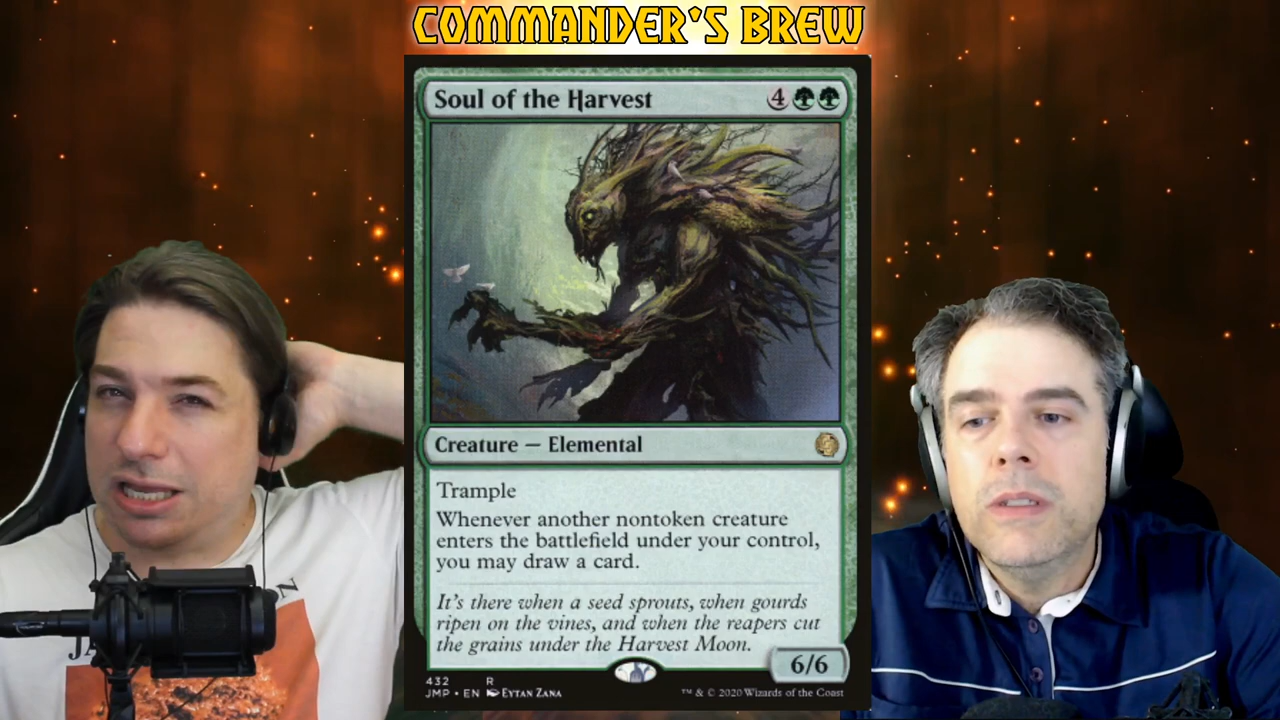 COMMANDER'S BREW
Soul of the Harvest 4
Creature — Elemental
Trample
Whenever another nontoken creature
enters the battlefield under your control,
you may draw a card.
It's there when a seed sprouts, when gourds
ripen on the vines, and when the reapers cut
the grains under the Harvest Moon.
6/6
432 R
JMP • EN EYTAN ZANA
™ & © 2020 Wizards of the Coast